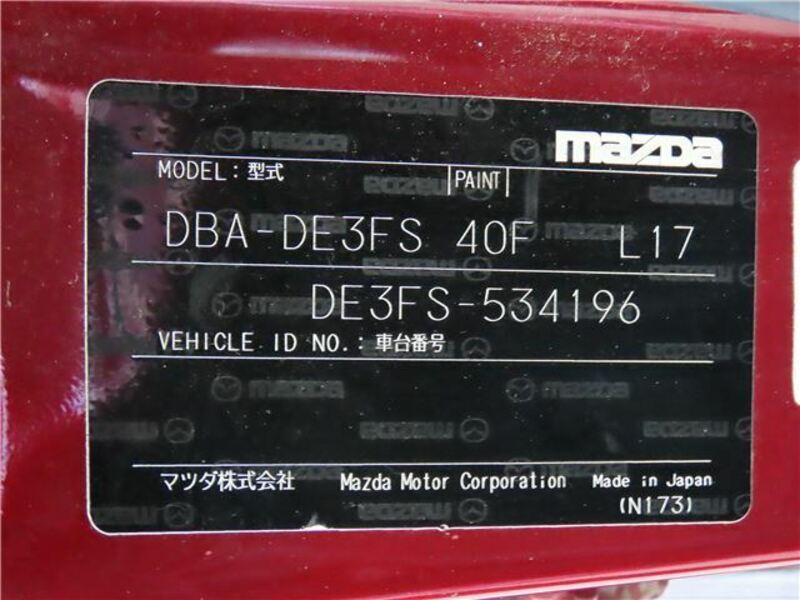 mazda
MODEL : 型式 PAINT
DBA-DE3FS 40F L17
DE3FS-534196
VEHICLE ID NO. : 車台番号
マツダ株式会社 Mazda Motor Corporation Made in Japan
(N173)